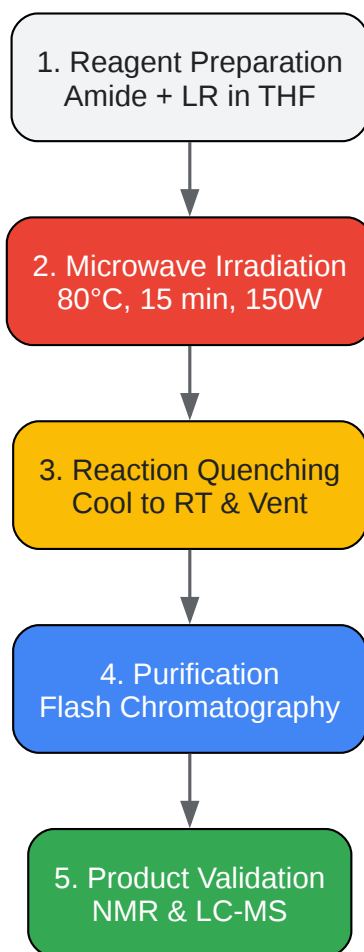 1. Reagent Preparation
Amide + LR in THF
2. Microwave Irradiation
80°C, 15 min, 150W
3. Reaction Quenching
Cool to RT & Vent
4. Purification
Flash Chromatography
5. Product Validation
NMR & LC-MS